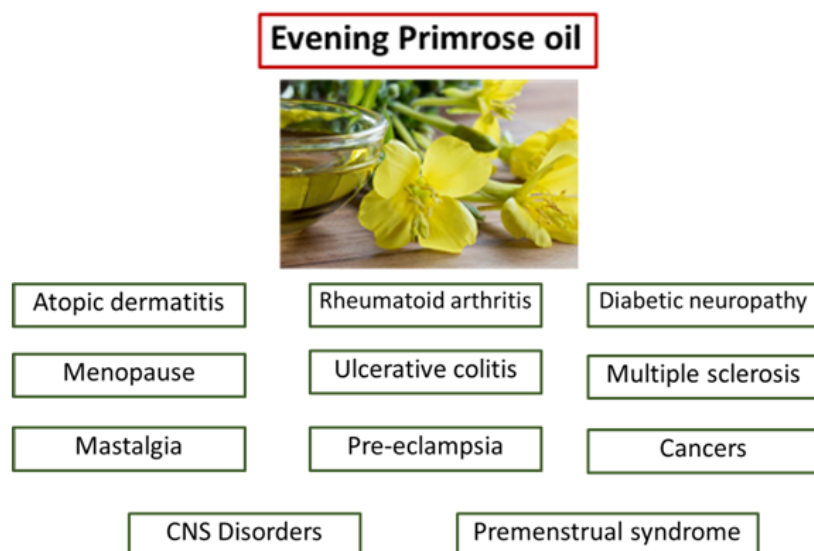 Evening Primrose oil
Atopic dermatitis
Rheumatoid arthritis
Diabetic neuropathy
Menopause
Ulcerative colitis
Multiple sclerosis
Mastalgia
Pre-eclampsia
Cancers
CNS Disorders
Premenstrual syndrome